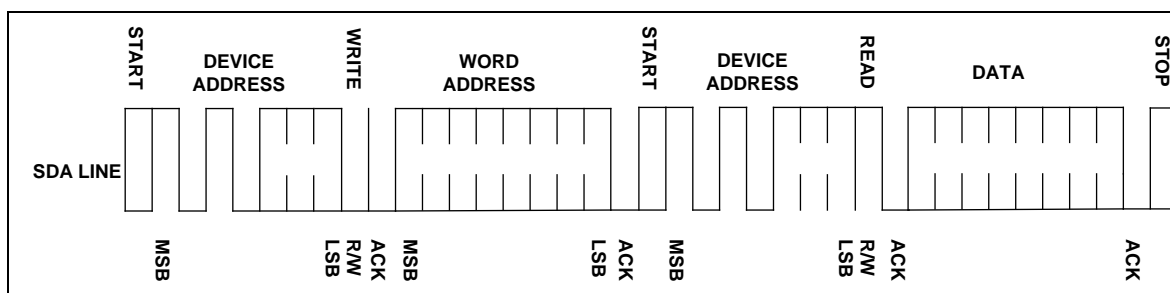 START
DEVICE
ADDRESS
WRITE
WORD
ADDRESS
START
DEVICE
ADDRESS
READ
DATA
STOP
SDA LINE
MSB
LSB
R/W
ACK
MSB
LSB
ACK
MSB
LSB
R/W
ACK
ACK